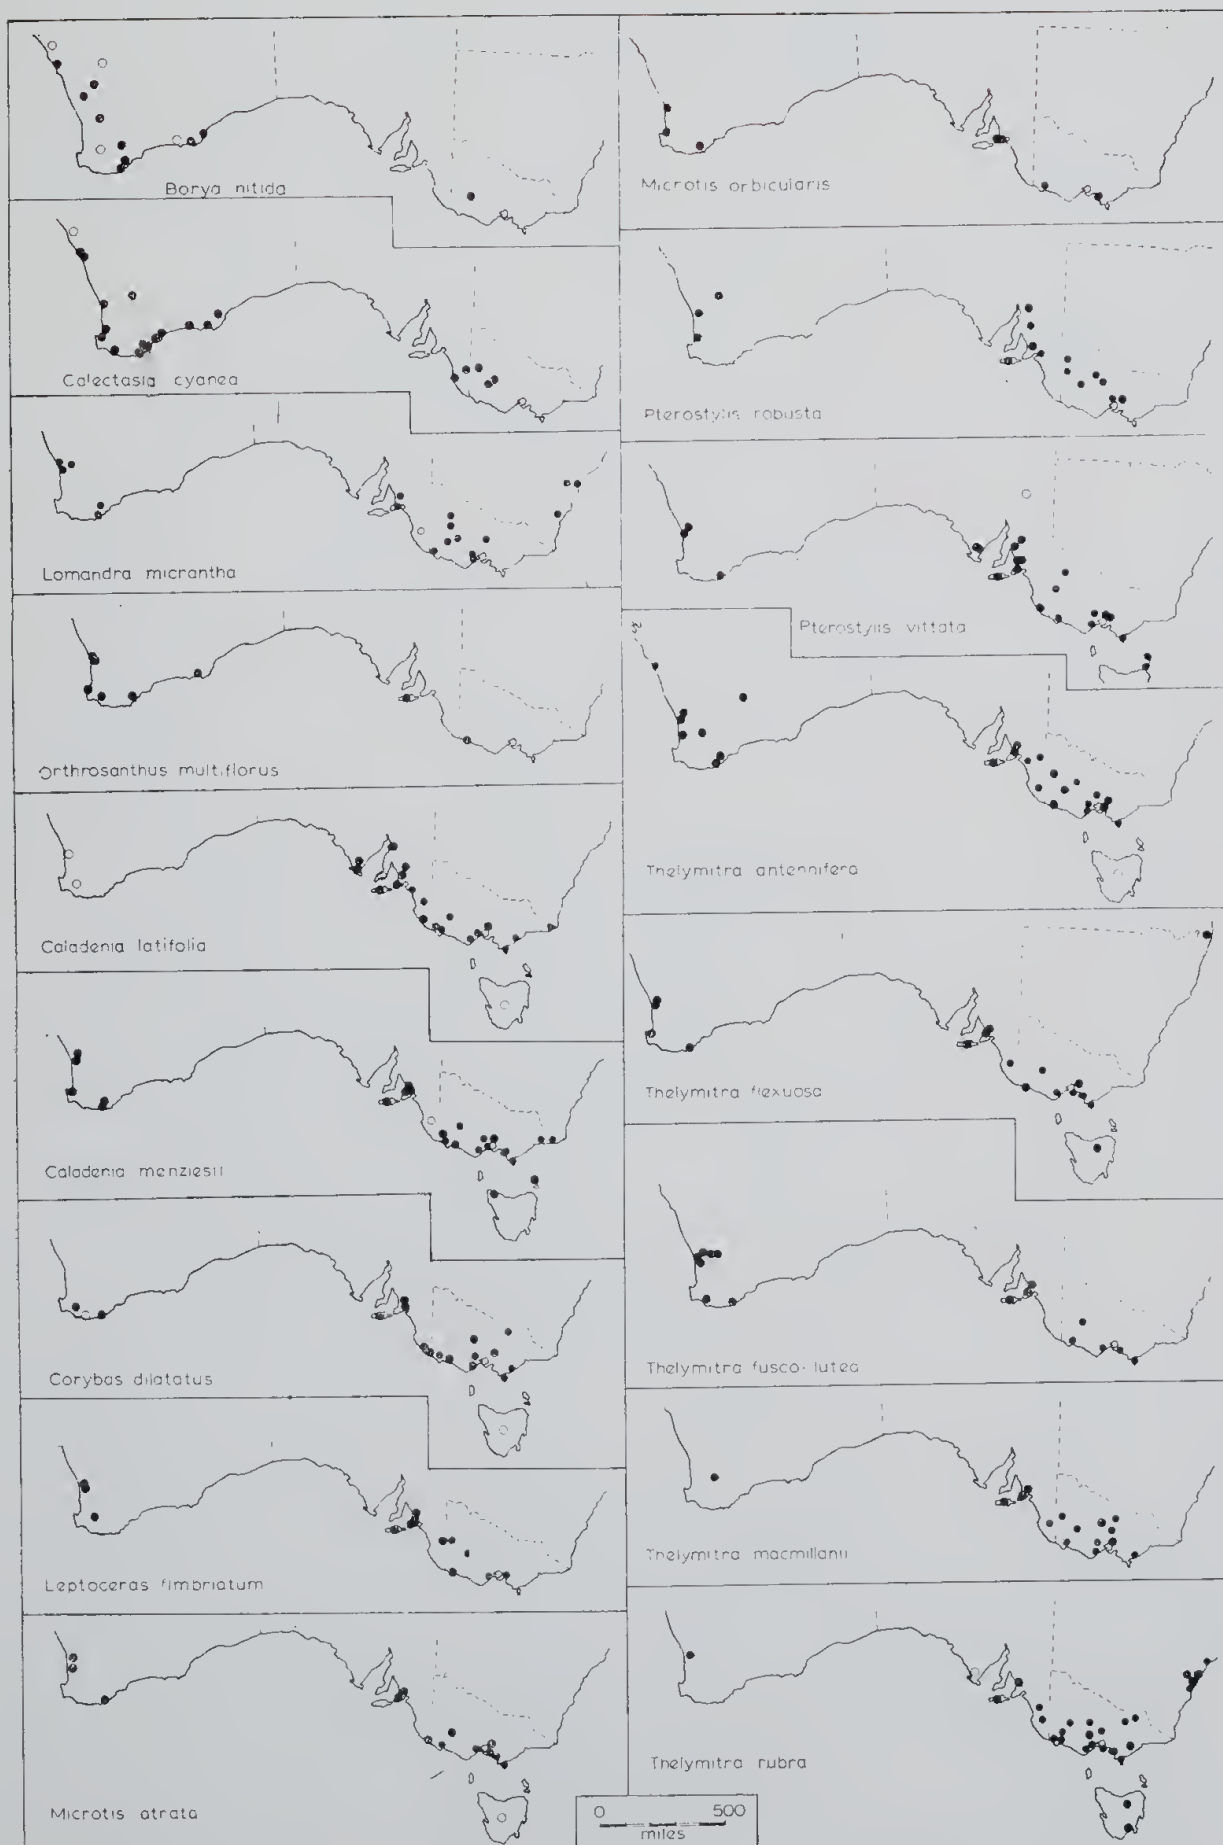 Borya nitida
Calectasia cyanea
Lomandra micrantha
Orthrosanthus multiflorus
Caladenia latifolia
Caladenia menziesii
Corybas dilatatus
Leptoceras fimbriatum
Microtis atrata
Microtis orbicularis
Pterostylis robusta
Pterostylis vittata
Thelymitra antennifera
Thelymitra flexuosa
Thelymitra fusco-lutea
Thelymitra macmillanii
Thelymitra rubra
0 500
miles